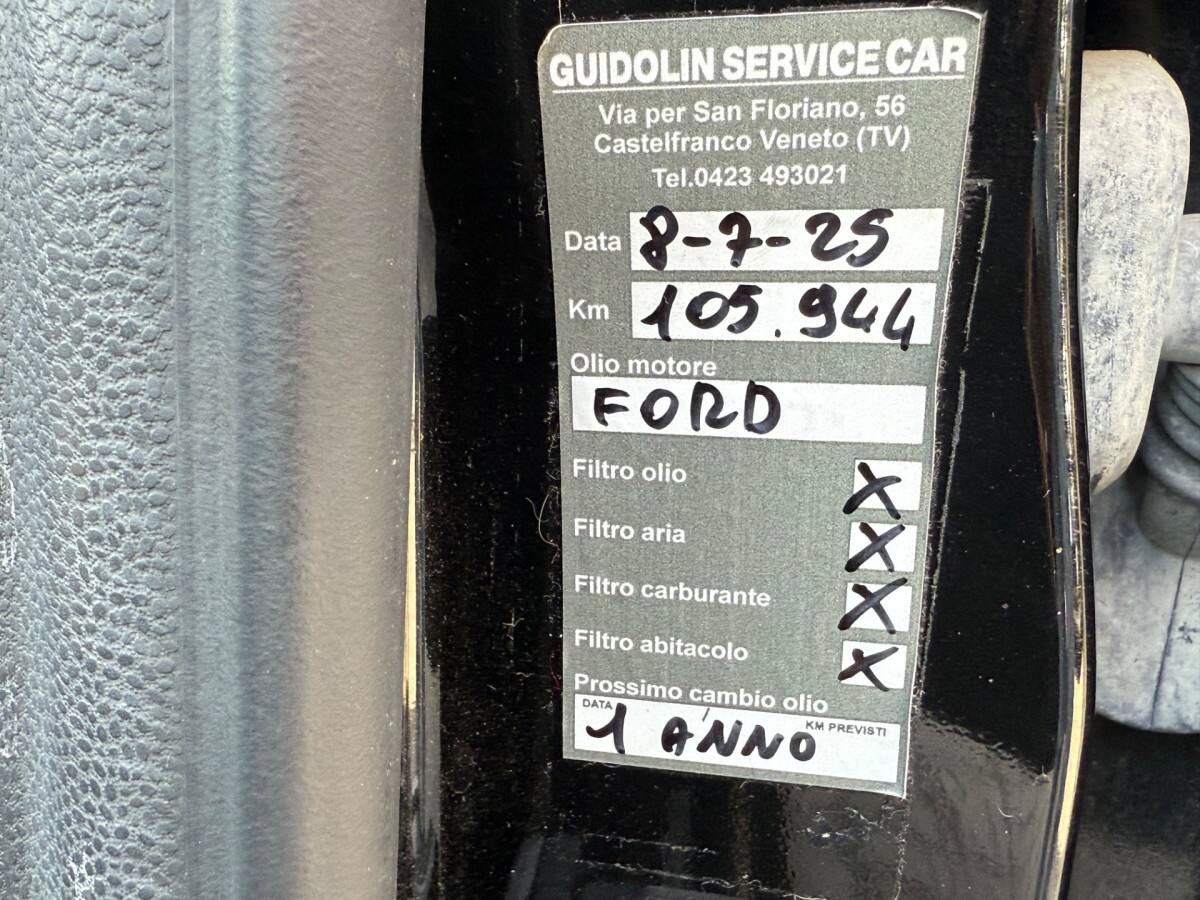 GUIDOLIN SERVICE CAR
Via per San Floriano, 56
Castelfranco Veneto (TV)
Tel.0423 493021
Data 8-7-25
Km 105.944
Olio motore
FORD
Filtro olio X
Filtro aria X
Filtro carburante X
Filtro abitacolo X
Prossimo cambio olio
DATA KM PREVISTI
1 ANNO